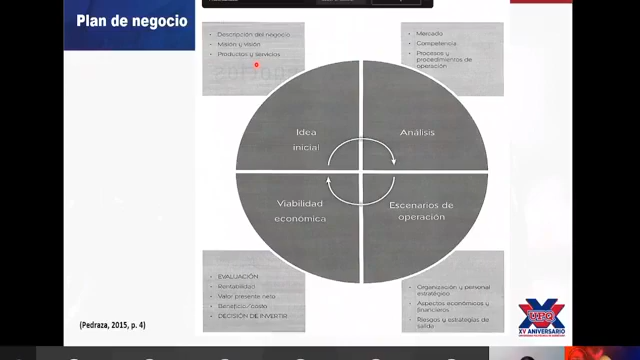 Plan de negocio
• Descripción del negocio
• Misión y visión
• Productos y servicios
• Mercado
• Competencia
• Procesos y
procedimientos de
operación
Idea
inicial
Análisis
Viabilidad
económica
Escenarios de
operación
• EVALUACIÓN
• Rentabilidad
• Valor presente neto
• Beneficio/costo
• DECISIÓN DE INVERTIR
• Organización y personal
estratégico
• Aspectos económicos y
financieros
• Riesgos y estrategias de
salida
(Pedraza, 2015, p. 4)
UPQ
XV ANIVERSARIO